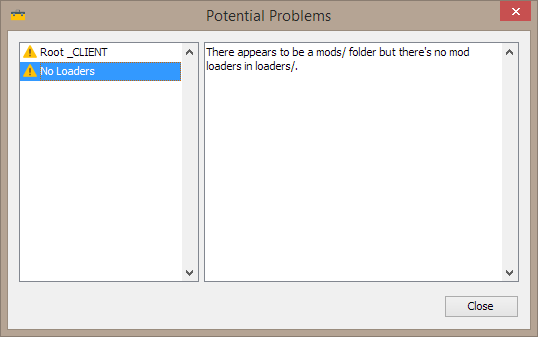 Potential Problems
Root _CLIENT
No Loaders
There appears to be a mods/ folder but there's no mod
loaders in loaders/.
Close